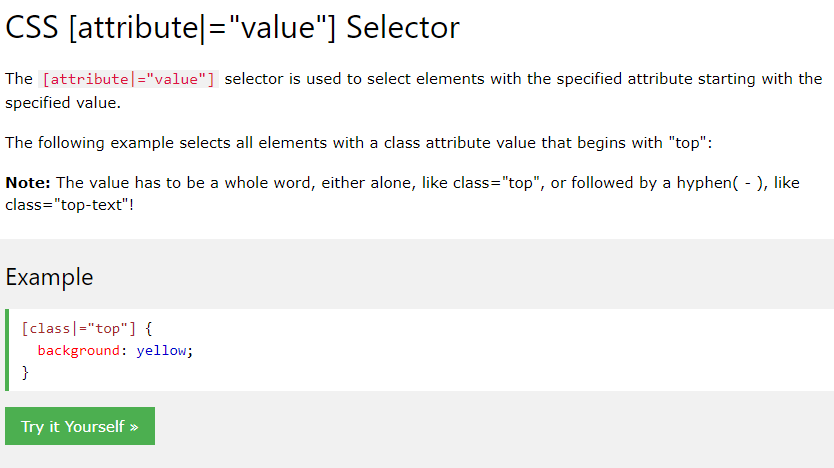 CSS [attribute|="value"] Selector
The [attribute|="value"] selector is used to select elements with the specified attribute starting with the
specified value.
The following example selects all elements with a class attribute value that begins with "top":
Note: The value has to be a whole word, either alone, like class="top", or followed by a hyphen( - ), like
class="top-text"!
Example
[class|="top"] {
  background: yellow;
}
Try it Yourself »